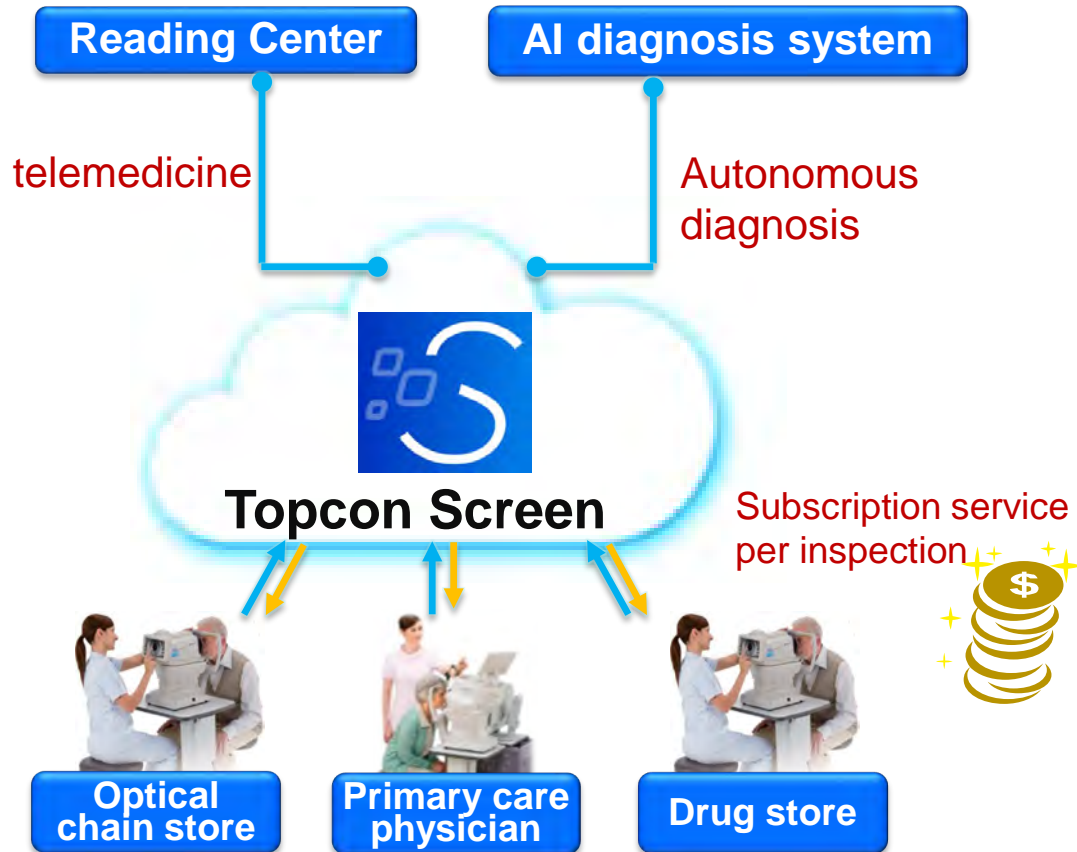 Reading Center
AI diagnosis system
telemedicine
Autonomous
diagnosis
Topcon Screen
Subscription service
per inspection
$
Optical
chain store
Primary care
physician
Drug store